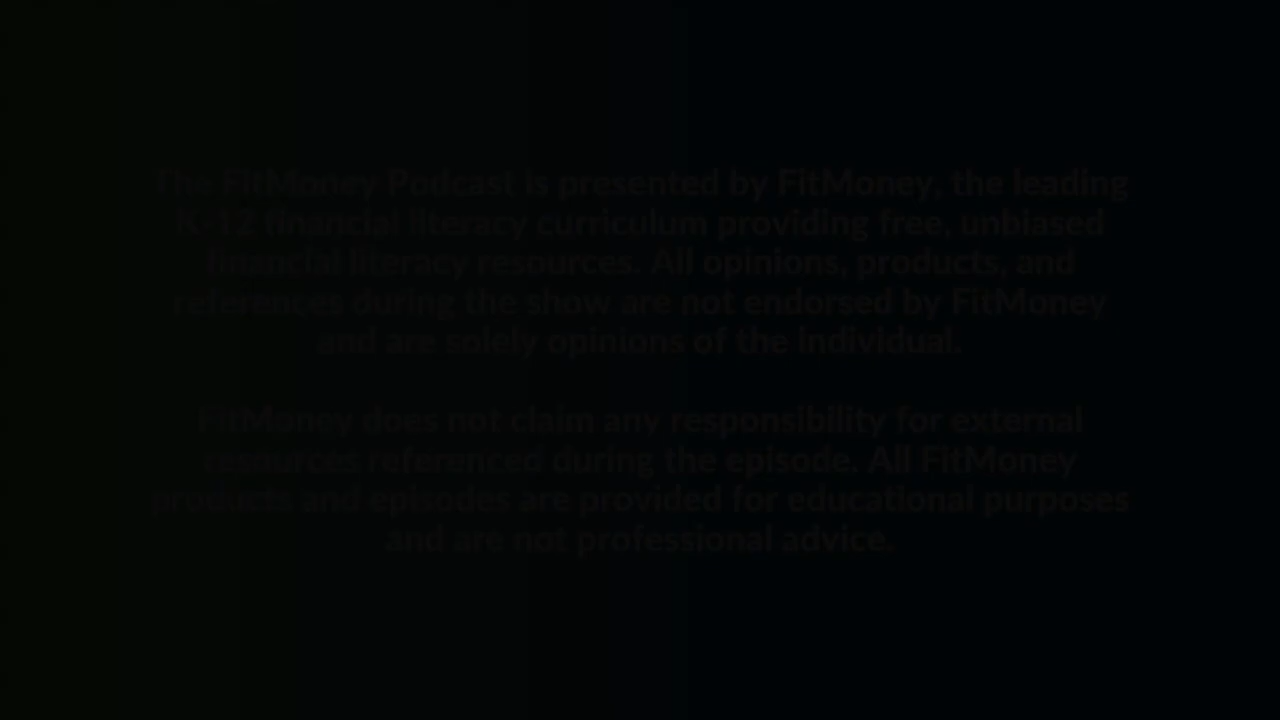 The FitMoney Podcast is presented by FitMoney, the leading
K-12 financial literacy curriculum providing free, unbiased
financial literacy resources. All opinions, products, and
references during the show are not endorsed by FitMoney
and are solely opinions of the individual.
FitMoney does not claim any responsibility for external
resources referenced during the episode. All FitMoney
products and episodes are provided for educational purposes
and are not professional advice.